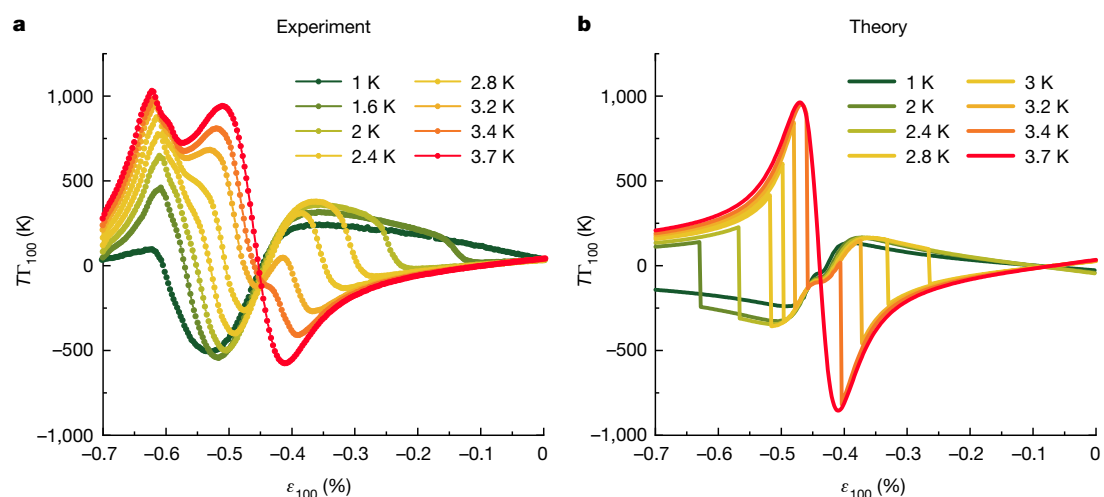 a Experiment
1,000
500
0
−500
−1,000
TΓ100 (K)
1 K 2.8 K
1.6 K 3.2 K
2 K 3.4 K
2.4 K 3.7 K
−0.7 −0.6 −0.5 −0.4 −0.3 −0.2 −0.1 0
ε100 (%)
b Theory
1,000
500
0
−500
−1,000
TΓ100 (K)
1 K 3 K
2 K 3.2 K
2.4 K 3.4 K
2.8 K 3.7 K
−0.7 −0.6 −0.5 −0.4 −0.3 −0.2 −0.1 0
ε100 (%)